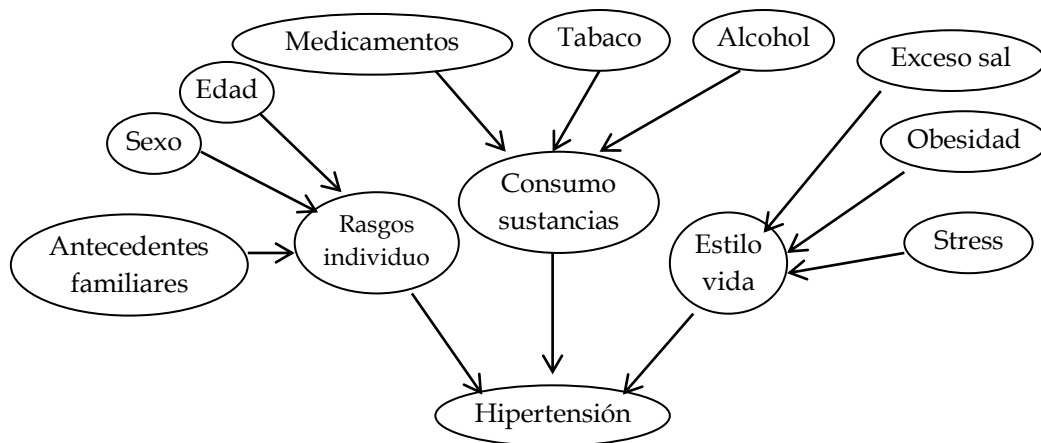 Medicamentos
Tabaco
Alcohol
Exceso sal
Edad
Sexo
Obesidad
Consumo
sustancias
Rasgos
individuo
Antecedentes
familiares
Estilo
vida
Stress
Hipertensión